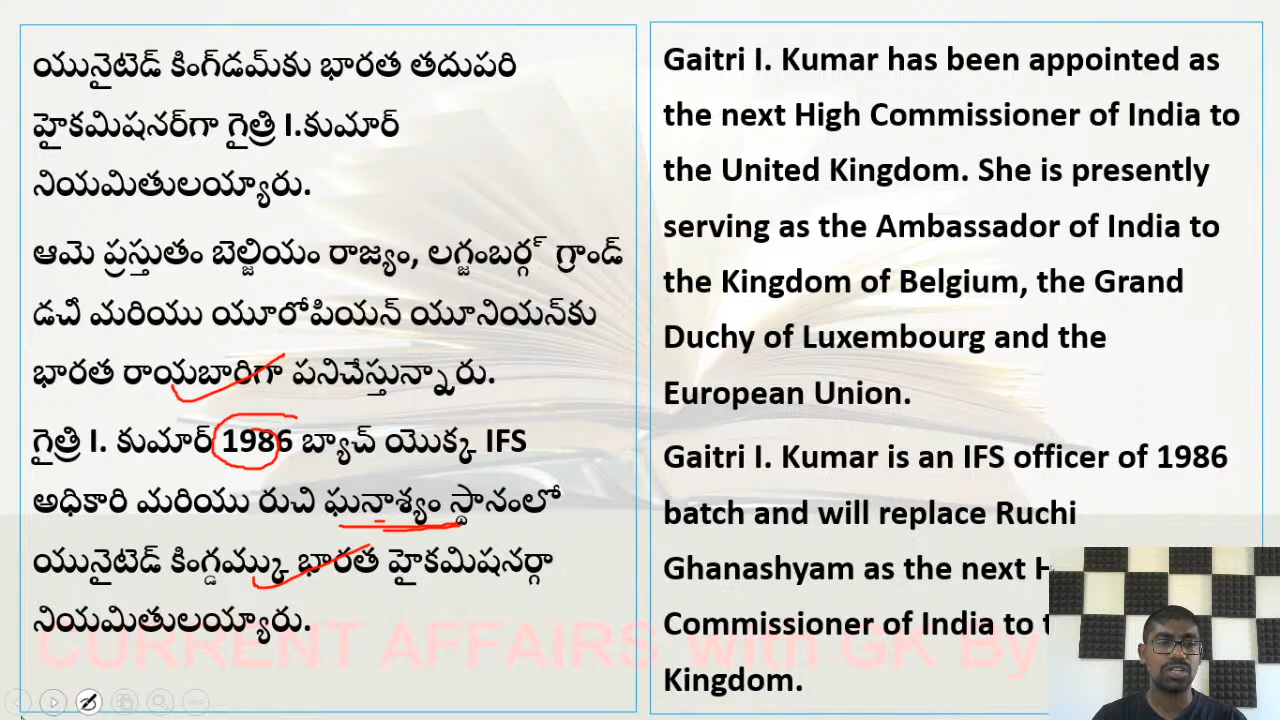 యునైటెడ్ కింగ్‌డమ్‌కు భారత తదుపరి
హైకమిషనర్‌గా గైత్రి I.కుమార్
నియమితులయ్యారు.
ఆమె ప్రస్తుతం బెల్జియం రాజ్యం, లగ్జంబర్గ్ గ్రాండ్
డచీ మరియు యూరోపియన్ యూనియన్‌కు
భారత రాయబారిగా పనిచేస్తున్నారు.
గైత్రి I. కుమార్ 1986 బ్యాచ్ యొక్క IFS
అధికారి మరియు రుచి ఘనాశ్యం స్థానంలో
యునైటెడ్ కింగ్డమ్కు భారత హైకమిషనర్గా
నియమితులయ్యారు.
Gaitri I. Kumar has been appointed as
the next High Commissioner of India to
the United Kingdom. She is presently
serving as the Ambassador of India to
the Kingdom of Belgium, the Grand
Duchy of Luxembourg and the
European Union.
Gaitri I. Kumar is an IFS officer of 1986
batch and will replace Ruchi
Ghanashyam as the next
Commissioner of India to
Kingdom.
CURRENT AFFAIRS with GK By